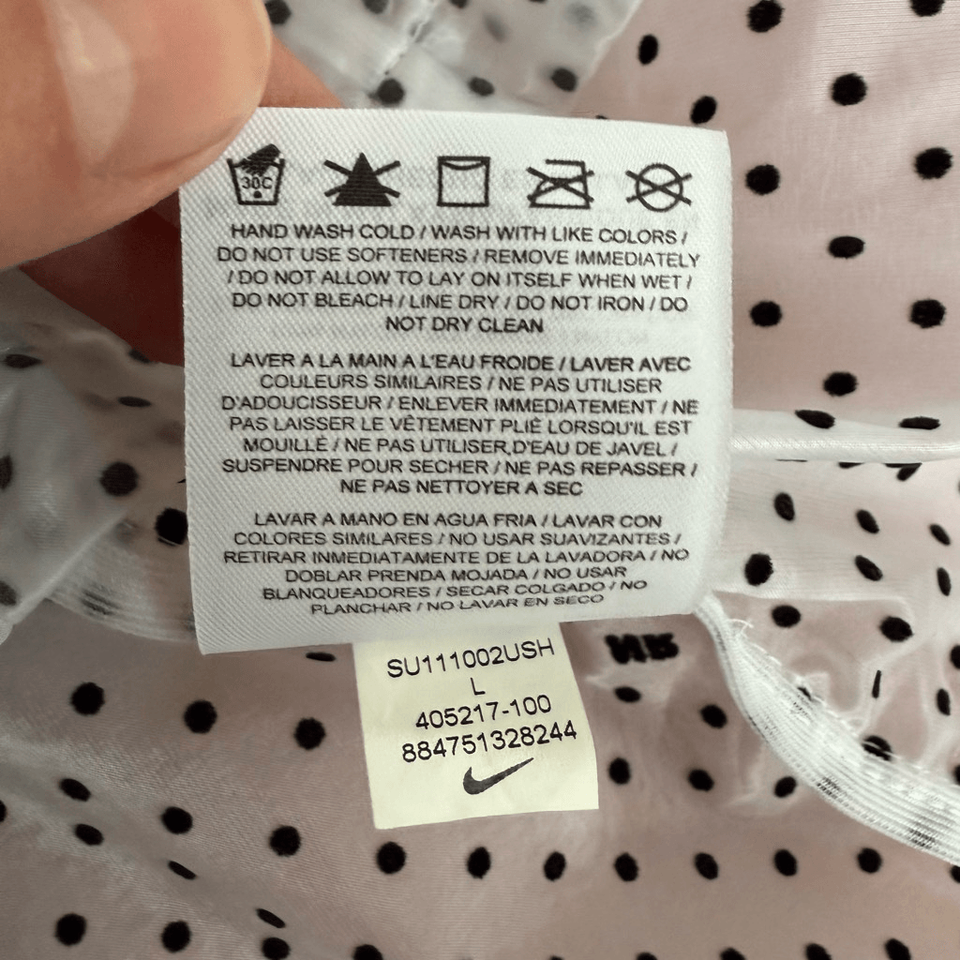 30C
HAND WASH COLD / WASH WITH LIKE COLORS /
DO NOT USE SOFTENERS / REMOVE IMMEDIATELY
/ DO NOT ALLOW TO LAY ON ITSELF WHEN WET /
DO NOT BLEACH / LINE DRY / DO NOT IRON / DO
NOT DRY CLEAN
LAVER A LA MAIN A L'EAU FROIDE / LAVER AVEC
COULEURS SIMILAIRES / NE PAS UTILISER
D'ADOUCISSEUR / ENLEVER IMMEDIATEMENT / NE
PAS LAISSER LE VÊTEMENT PLIÉ LORSQU'IL EST
MOUILLÉ / NE PAS UTILISER,D'EAU DE JAVEL /
SUSPENDRE POUR SECHER / NE PAS REPASSER /
NE PAS NETTOYER A SEC
LAVAR A MANO EN AGUA FRIA / LAVAR CON
COLORES SIMILARES / NO USAR SUAVIZANTES /
RETIRAR INMEDIATAMENTE DE LA LAVADORA / NO
DOBLAR PRENDA MOJADA / NO USAR
BLANQUEADORES / SECAR COLGADO / NO
PLANCHAR / NO LAVAR EN SECO
SU111002USH
L
405217-100
884751328244